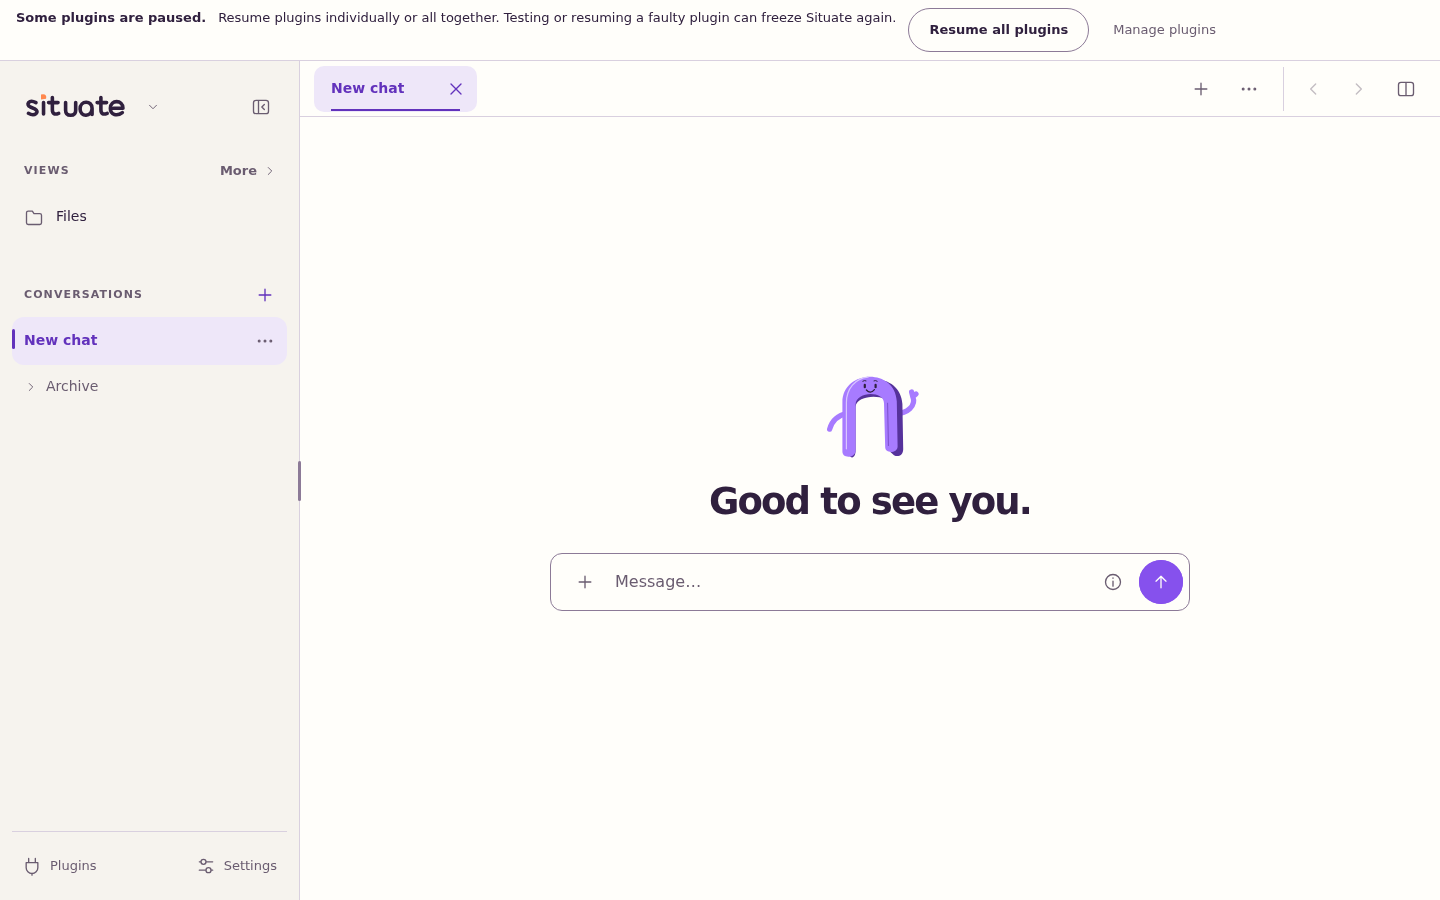 Some plugins are paused. Resume plugins individually or all together. Testing or resuming a faulty plugin can freeze Situate again. Resume all plugins Manage plugins
situate
New chat
VIEWS More
Files
CONVERSATIONS
New chat
Archive
Good to see you.
Message...
Plugins Settings